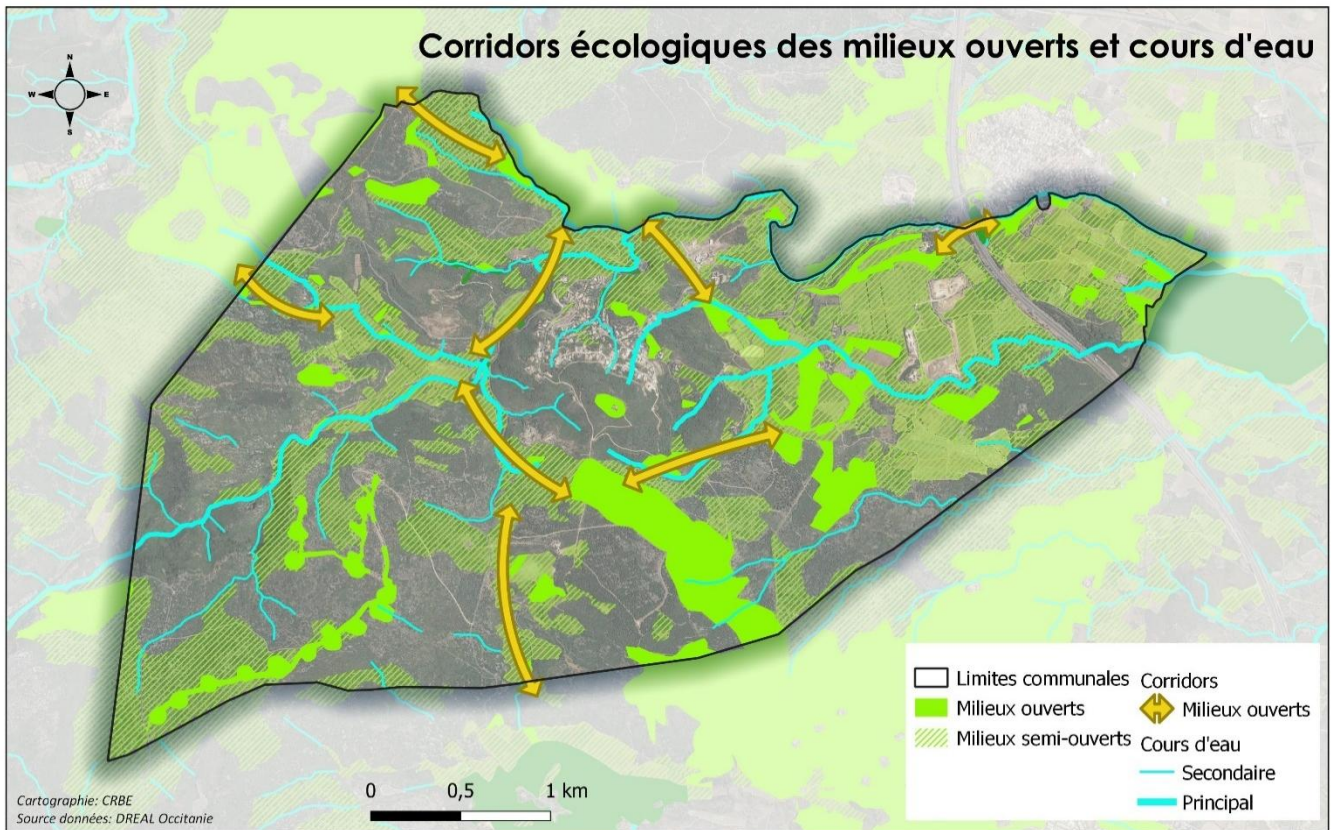 Corridors écologiques des milieux ouverts et cours d'eau
N
W E
S
Limites communales
Milieux ouverts
Milieux semi-ouverts
Corridors
Milieux ouverts
Cours d'eau
Secondaire
Principal
0 0,5 1 km
Cartographie: CRBE
Source données: DREAL Occitanie